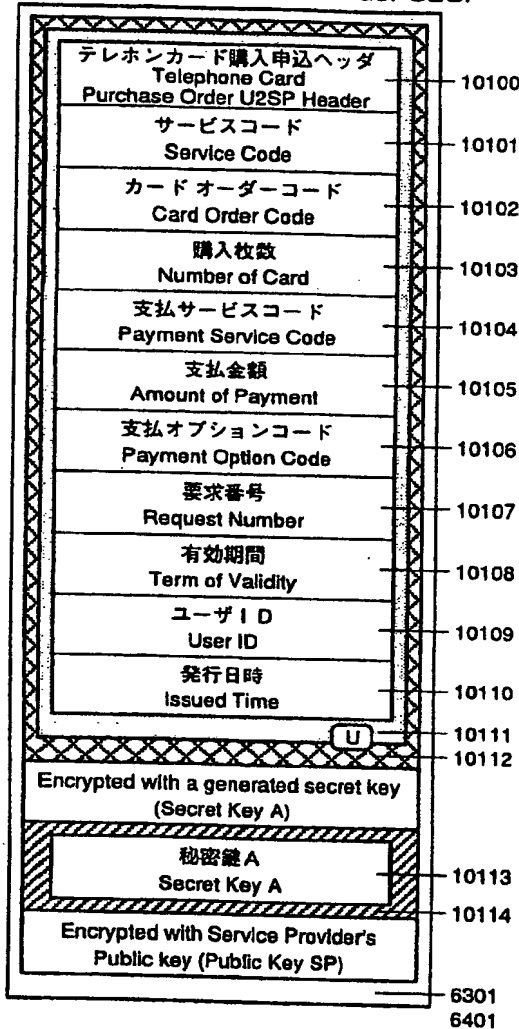 テレホンカード購入申込ヘッダ
Telephone Card
Purchase Order U2SP Header
10100
サービスコード
Service Code
10101
カード オーダーコード
Card Order Code
10102
購入枚数
Number of Card
10103
支払サービスコード
Payment Service Code
10104
支払金額
Amount of Payment
10105
支払オプションコード
Payment Option Code
10106
要求番号
Request Number
10107
有効期間
Term of Validity
10108
ユーザID
User ID
10109
発行日時
Issued Time
10110
U
10111
10112
Encrypted with a generated secret key
(Secret Key A)
秘密鍵A
Secret Key A
10113
10114
Encrypted with Service Provider's
Public key (Public Key SP)
6301
6401